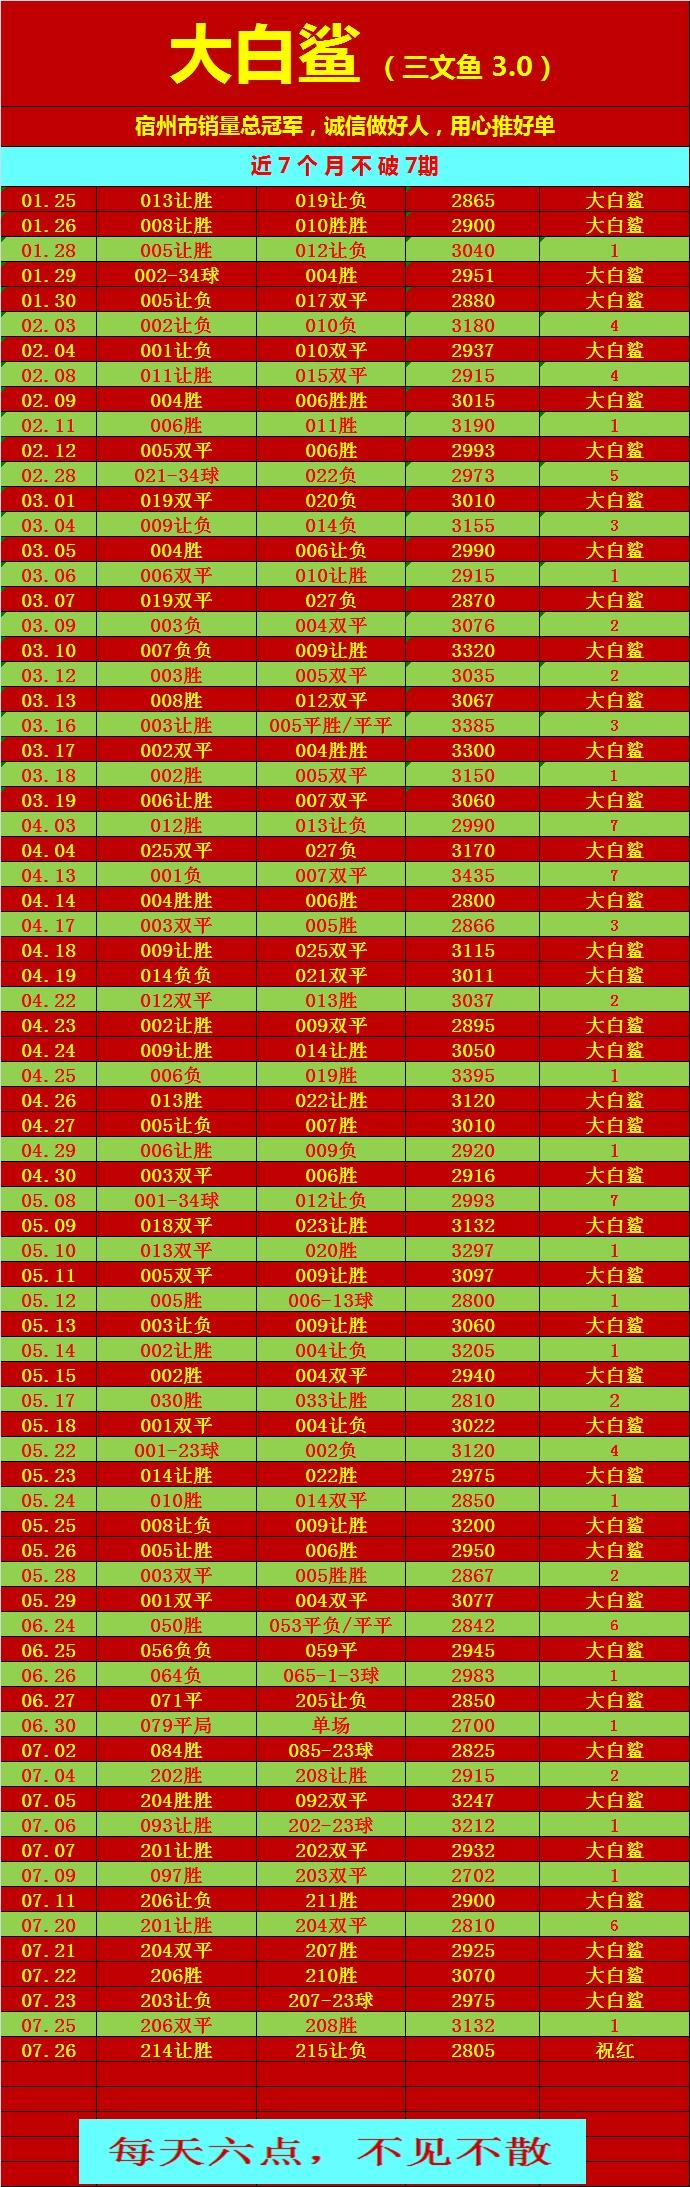 大白鲨（三文鱼 3.0）
宿州市销量总冠军，诚信做好人，用心推好单
近 7 个 月 不 破 7期
01.25 013让胜 019让负 2865 大白鲨
01.26 008让胜 010胜胜 2900 大白鲨
01.28 005让胜 012让负 3040 1
01.29 002-34球 004胜 2951 大白鲨
01.30 005让负 017双平 2880 大白鲨
02.03 002让负 010负 3180 4
02.04 001让负 010双平 2937 大白鲨
02.08 011让胜 015双平 2915 4
02.09 004胜 006胜胜 3015 大白鲨
02.11 006胜 011胜 3190 1
02.12 005双平 006胜 2993 大白鲨
02.28 021-34球 022负 2973 5
03.01 019双平 020负 3010 大白鲨
03.04 009让负 014负 3155 3
03.05 004胜 006让负 2990 大白鲨
03.06 006双平 010让胜 2915 1
03.07 019双平 027负 2870 大白鲨
03.09 003负 004双平 3076 2
03.10 007负负 009让胜 3320 大白鲨
03.12 003胜 005双平 3035 2
03.13 008胜 012双平 3067 大白鲨
03.16 003让胜 005平胜/平平 3385 3
03.17 002双平 004胜胜 3300 大白鲨
03.18 002胜 005双平 3150 1
03.19 006让胜 007双平 3060 大白鲨
04.03 012胜 013让负 2990 7
04.04 025双平 027负 3170 大白鲨
04.13 001负 007双平 3435 7
04.14 004胜胜 006胜 2800 大白鲨
04.17 003双平 005胜 2866 3
04.18 009让胜 025双平 3115 大白鲨
04.19 014负负 021双平 3011 大白鲨
04.22 012双平 013胜 3037 2
04.23 002让胜 009双平 2895 大白鲨
04.24 009让胜 014让胜 3050 大白鲨
04.25 006负 019胜 3395 1
04.26 013胜 022让胜 3120 大白鲨
04.27 005让负 007胜 3010 大白鲨
04.29 006让胜 009负 2920 1
04.30 003双平 006胜 2916 大白鲨
05.08 001-34球 012让负 2993 7
05.09 018双平 023让胜 3132 大白鲨
05.10 013双平 020胜 3297 1
05.11 005双平 009让胜 3097 大白鲨
05.12 005胜 006-13球 2800 1
05.13 003让负 009让胜 3060 大白鲨
05.14 002让胜 004让负 3205 1
05.15 002胜 004双平 2940 大白鲨
05.17 030胜 033让胜 2810 2
05.18 001双平 004让负 3022 大白鲨
05.22 001-23球 002负 3120 4
05.23 014让胜 022胜 2975 大白鲨
05.24 010胜 014双平 2850 1
05.25 008让负 009让胜 3200 大白鲨
05.26 005让胜 006胜 2950 大白鲨
05.28 003双平 005胜胜 2867 2
05.29 001双平 004双平 3077 大白鲨
06.24 050胜 053平负/平平 2842 6
06.25 056负负 059平 2945 大白鲨
06.26 064负 065-1-3球 2983 1
06.27 071平 205让负 2850 大白鲨
06.30 079平局 单场 2700 1
07.02 084胜 085-23球 2825 大白鲨
07.04 202胜 208让胜 2915 2
07.05 204胜胜 092双平 3247 大白鲨
07.06 093让胜 202-23球 3212 1
07.07 201让胜 202双平 2932 大白鲨
07.09 097胜 203双平 2702 1
07.11 206让负 211胜 2900 大白鲨
07.20 201让胜 204双平 2810 6
07.21 204双平 207胜 2925 大白鲨
07.22 206胜 210胜 3070 大白鲨
07.23 203让负 207-23球 2975 大白鲨
07.25 206双平 208胜 3132 1
07.26 214让胜 215让负 2805 祝红
每天六点，不见不散